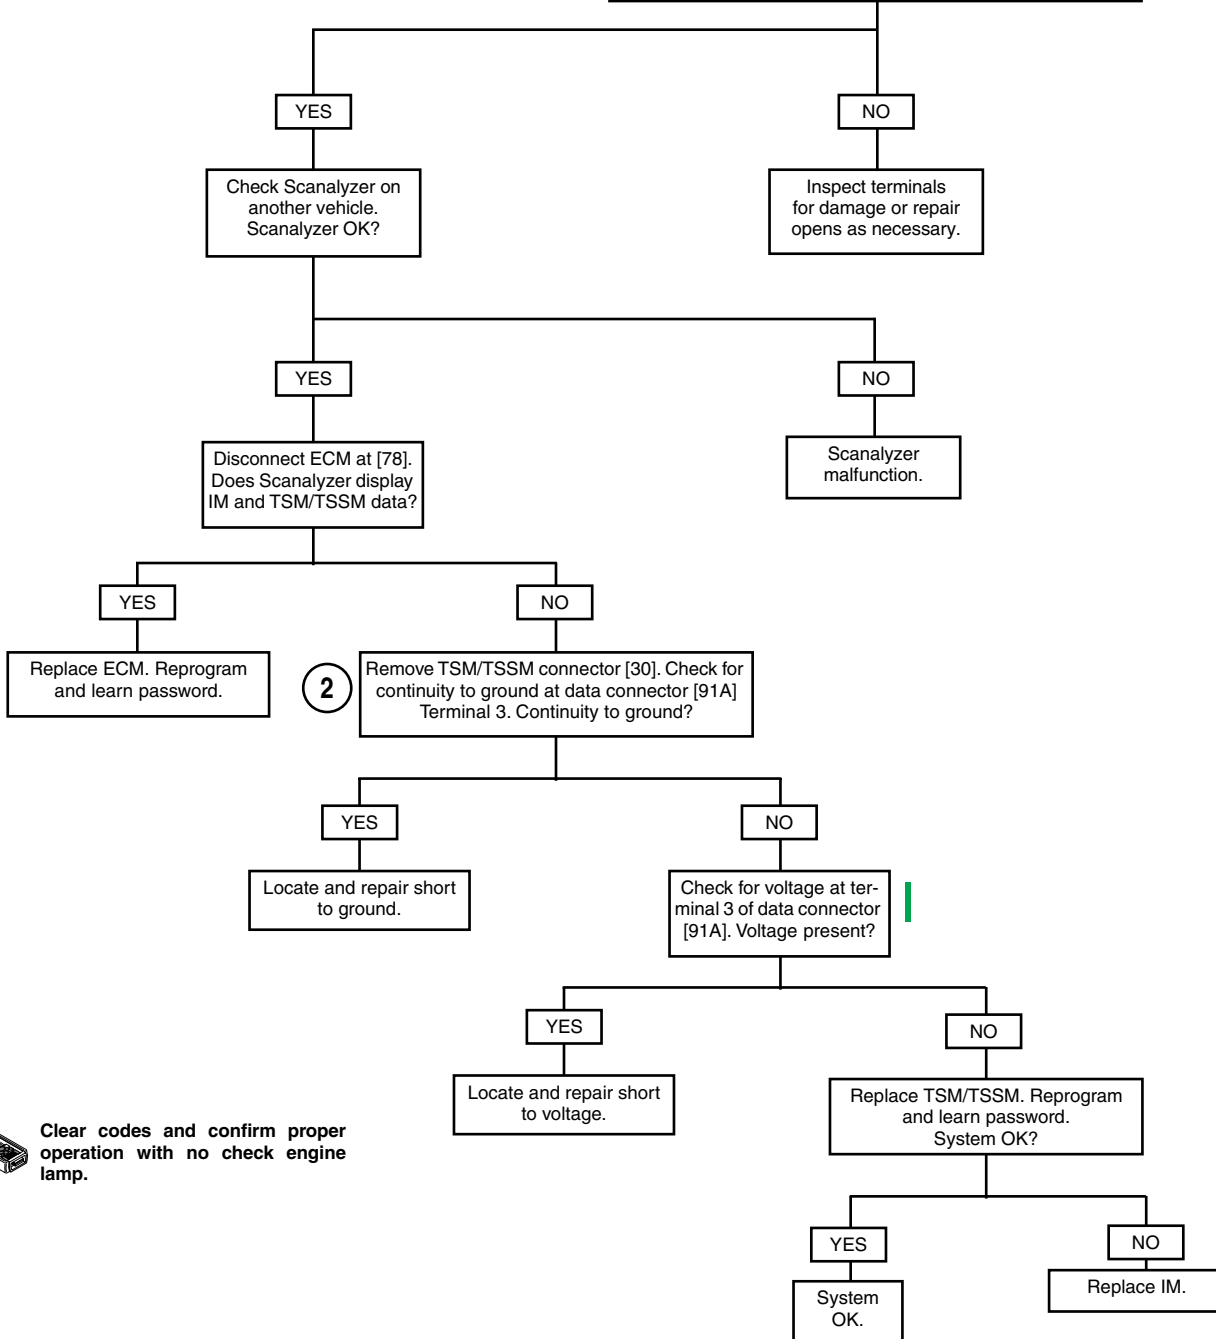 YES
NO
Check Scanalyzer on
another vehicle.
Scanalyzer OK?
Inspect terminals
for damage or repair
opens as necessary.
YES
NO
Disconnect ECM at [78].
Does Scanalyzer display
IM and TSM/TSSM data?
Scanalyzer
malfunction.
YES
NO
Replace ECM. Reprogram
and learn password.
2
Remove TSM/TSSM connector [30]. Check for
continuity to ground at data connector [91A]
Terminal 3. Continuity to ground?
YES
NO
Locate and repair short
to ground.
Check for voltage at ter-
minal 3 of data connector
[91A]. Voltage present?
YES
NO
Locate and repair short
to voltage.
Replace TSM/TSSM. Reprogram
and learn password.
System OK?
Clear codes and confirm proper
operation with no check engine
lamp.
YES
NO
System
OK.
Replace IM.